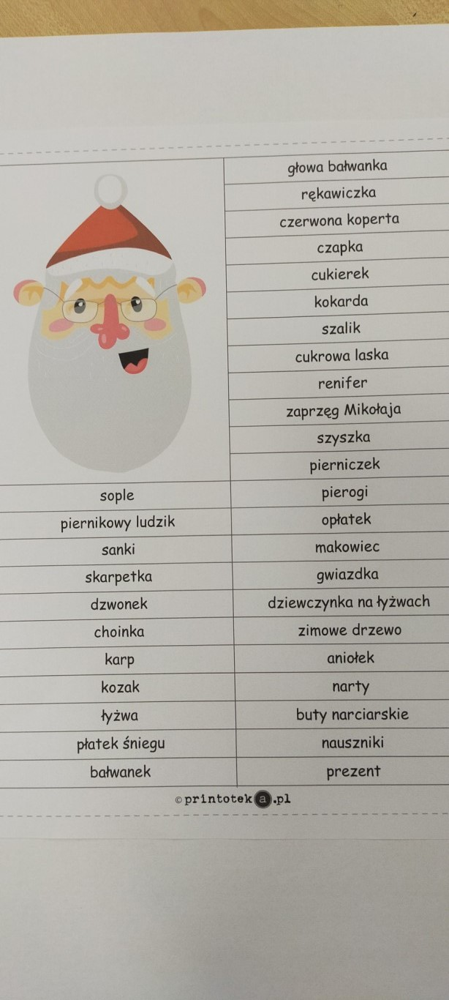 głowa bałwanka
rękawiczka
czerwona koperta
czapka
cukierek
kokarda
szalik
cukrowa laska
renifer
zaprzęg Mikołaja
szyszka
pierniczek
sople
pierogi
piernikowy ludzik
opłatek
sanki
makowiec
skarpetka
gwiazdka
dzwonek
dziewczynka na łyżwach
choinka
zimowe drzewo
karp
aniołek
kozak
narty
łyżwa
buty narciarskie
płatek śniegu
nauszniki
bałwanek
prezent
© printoteka.pl